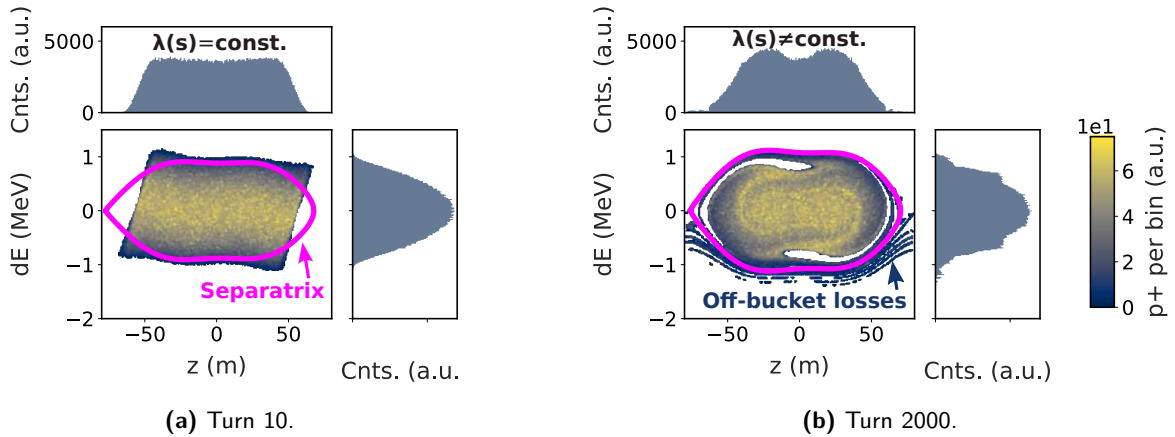 Cnts. (a.u.)
5000
0
λ(s)=const.
dE (MeV)
1
0
−1
−2
Separatrix
−50 0 50
z (m)
Cnts. (a.u.
(a) Turn 10.
Cnts. (a.u.)
5000
0
λ(s)≠const.
dE (MeV)
1
0
−1
−2
Off-bucket losses
−50 0 50
z (m)
Cnts. (a.u.)
1e1
6
4
2
0
p+ per bin (a.u.)
(b) Turn 2000.